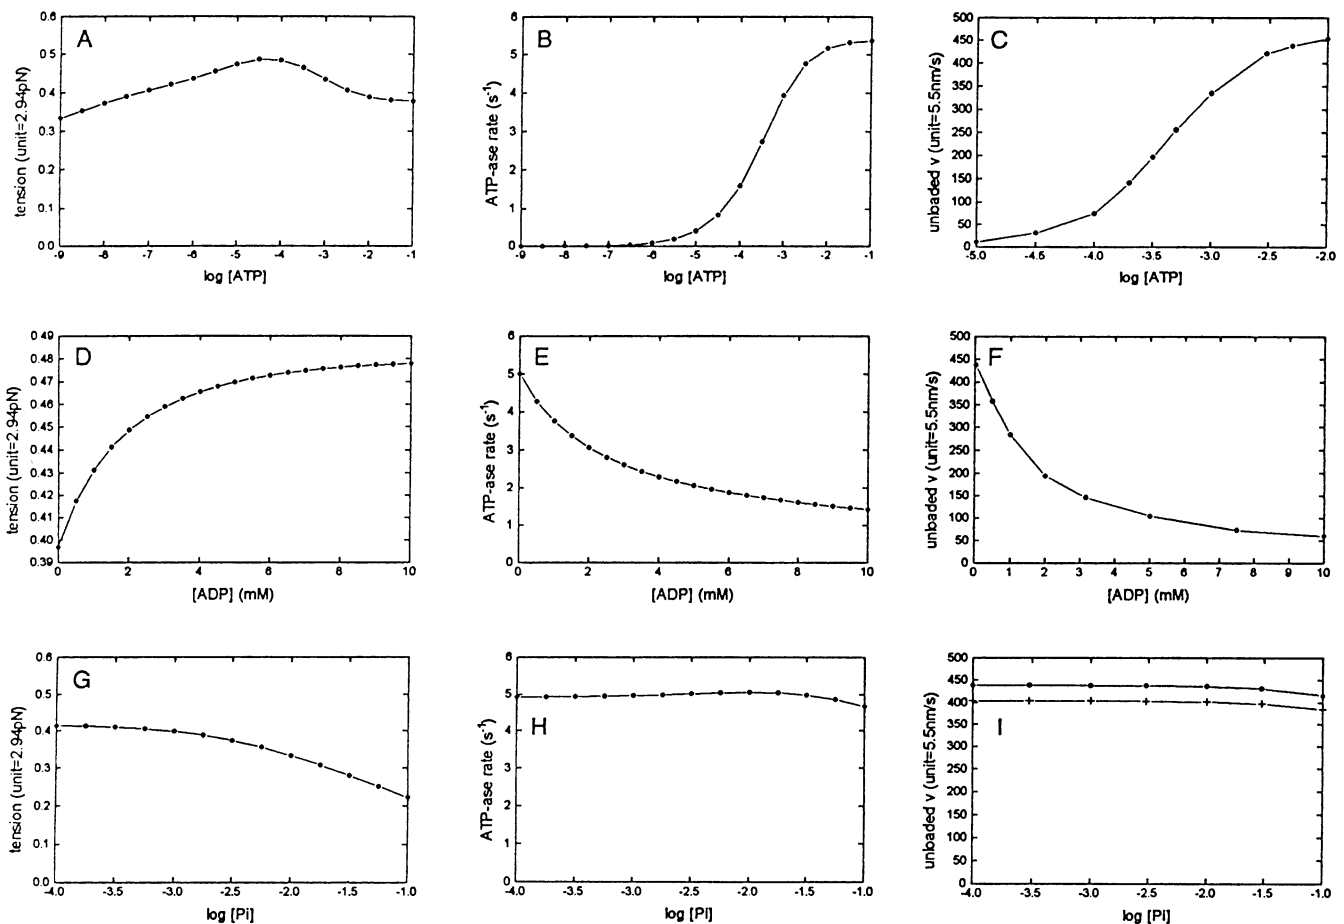 A
tension (unit=2.94pN)
0.6
0.5
0.4
0.3
0.2
0.1
0.0
-9 -8 -7 -6 -5 -4 -3 -2 -1
log [ATP]
B
ATP-ase rate (s-1)
6
5
4
3
2
1
0
-9 -8 -7 -6 -5 -4 -3 -2 -1
log [ATP]
C
unloaded v (unit=5.5nm/s)
500
450
400
350
300
250
200
150
100
50
0
-5.0 -4.5 -4.0 -3.5 -3.0 -2.5 -2.0
log [ATP]
D
tension (unit=2.94pN)
0.49
0.48
0.47
0.46
0.45
0.44
0.43
0.42
0.41
0.40
0.39
0 2 4 6 8 10
[ADP] (mM)
E
ATP-ase rate (s-1)
6
5
4
3
2
1
0
0 2 4 6 8 10
[ADP] (mM)
F
unloaded v (unit=5.5nm/s)
500
450
400
350
300
250
200
150
100
50
0
0 1 2 3 4 5 6 7 8 9 10
[ADP] (mM)
G
tension (unit=2.94pN)
0.6
0.5
0.4
0.3
0.2
0.1
0.0
-4.0 -3.5 -3.0 -2.5 -2.0 -1.5 -1.0
log [Pi]
H
ATP-ase rate (s-1)
6
5
4
3
2
1
0
-4.0 -3.5 -3.0 -2.5 -2.0 -1.5 -1.0
log [Pi]
I
unloaded v (unit=5.5nm/s)
500
450
400
350
300
250
200
150
100
50
0
-4.0 -3.5 -3.0 -2.5 -2.0 -1.5 -1.0
log [Pi]